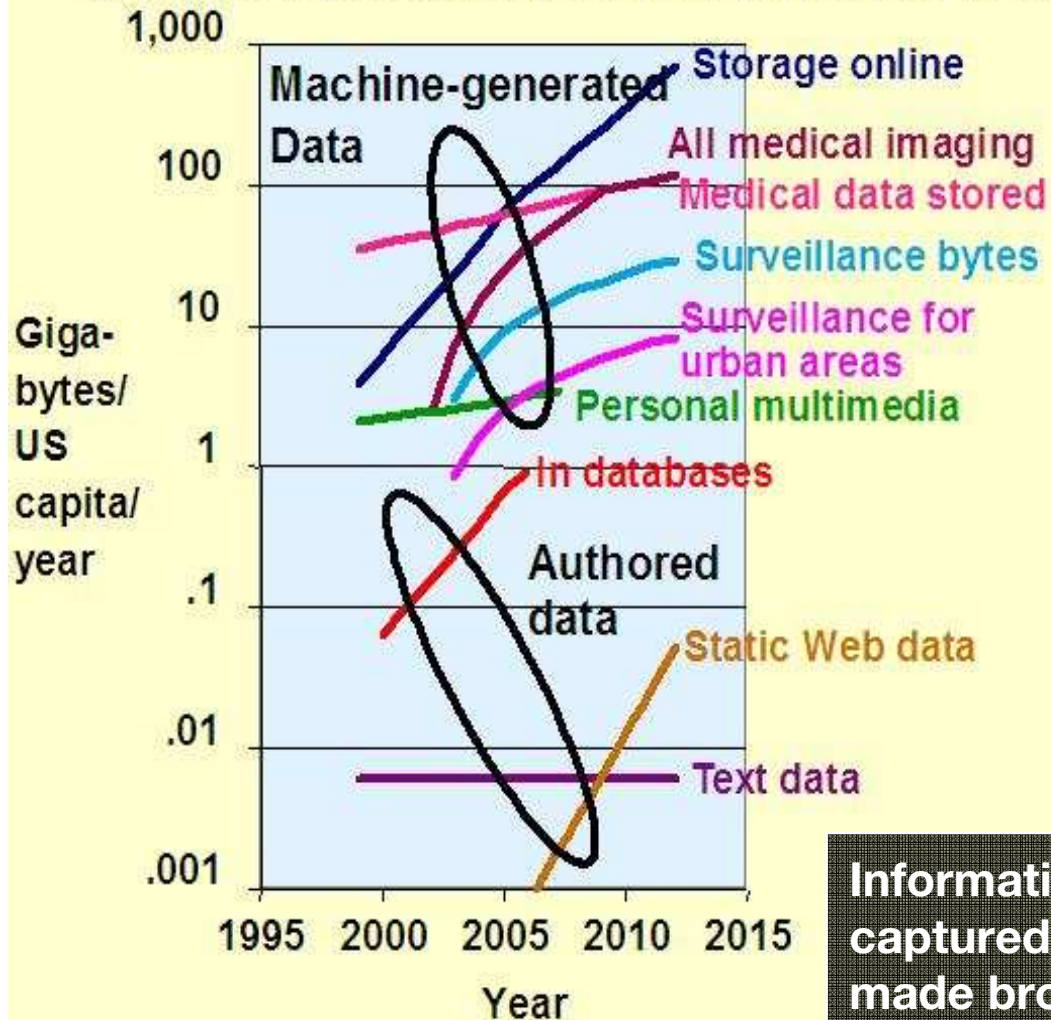 1,000
Machine-generated
Data
Storage online
100
All medical imaging
Medical data stored
Surveillance bytes
10
Surveillance for
urban areas
Giga-
bytes/
US
capita/
year
Personal multimedia
1
In databases
Authored
data
.1
Static Web data
.01
Text data
.001
1995 2000 2005 2010 2015
Year
captured
made